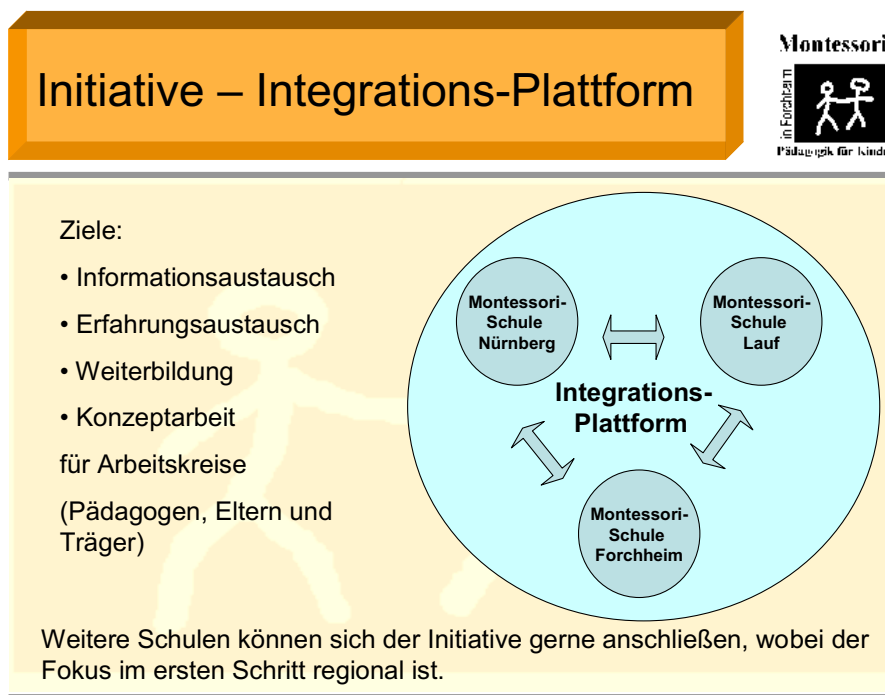 Initiative – Integrations-Plattform
Montessori
in Forchheim
Pädagogik für Kinder
Ziele:
• Informationsaustausch
• Erfahrungsaustausch
• Weiterbildung
• Konzeptarbeit
für Arbeitskreise
(Pädagogen, Eltern und
Träger)
Montessori-
Schule
Nürnberg
Montessori-
Schule
Lauf
Integrations-
Plattform
Montessori-
Schule
Forchheim
Weitere Schulen können sich der Initiative gerne anschließen, wobei der
Fokus im ersten Schritt regional ist.